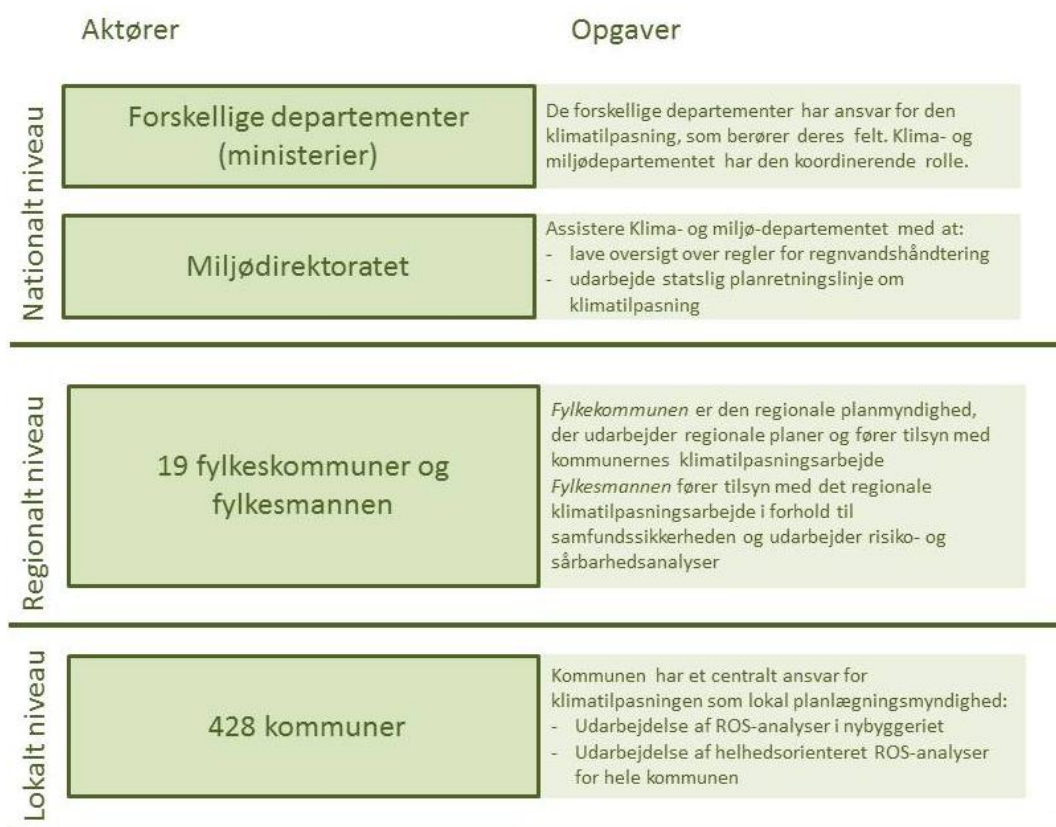 Aktører
Opgaver
Nationalt niveau
Forskellige departementer
(ministerier)
De forskellige departementer har ansvar for den
klimatilpasning, som berører deres felt. Klima- og
miljødepartementet har den koordinerende rolle.
Miljødirektoratet
Assistere Klima- og miljø-departementet med at:
- lave oversigt over regler for regnvandshåndtering
- udarbejde statslig planretningslinje om
klimatilpasning
Regionalt niveau
19 fylkeskommuner og
fylkesmannen
Fylkekommunen er den regionale planmyndighed,
der udarbejder regionale planer og fører tilsyn med
kommunernes klimatilpasningsarbejde
Fylkesmannen fører tilsyn med det regionale
klimatilpasningsarbejde i forhold til
samfundssikkerheden og udarbejder risiko- og
sårbarhedsanalyser
Lokalt niveau
428 kommuner
Kommunen har et centralt ansvar for
klimatilpasningen som lokal planlægningsmyndighed:
- Udarbejdelse af ROS-analyser i nybyggeriet
- Udarbejdelse af helhedsorienteret ROS-analyser
for hele kommunen